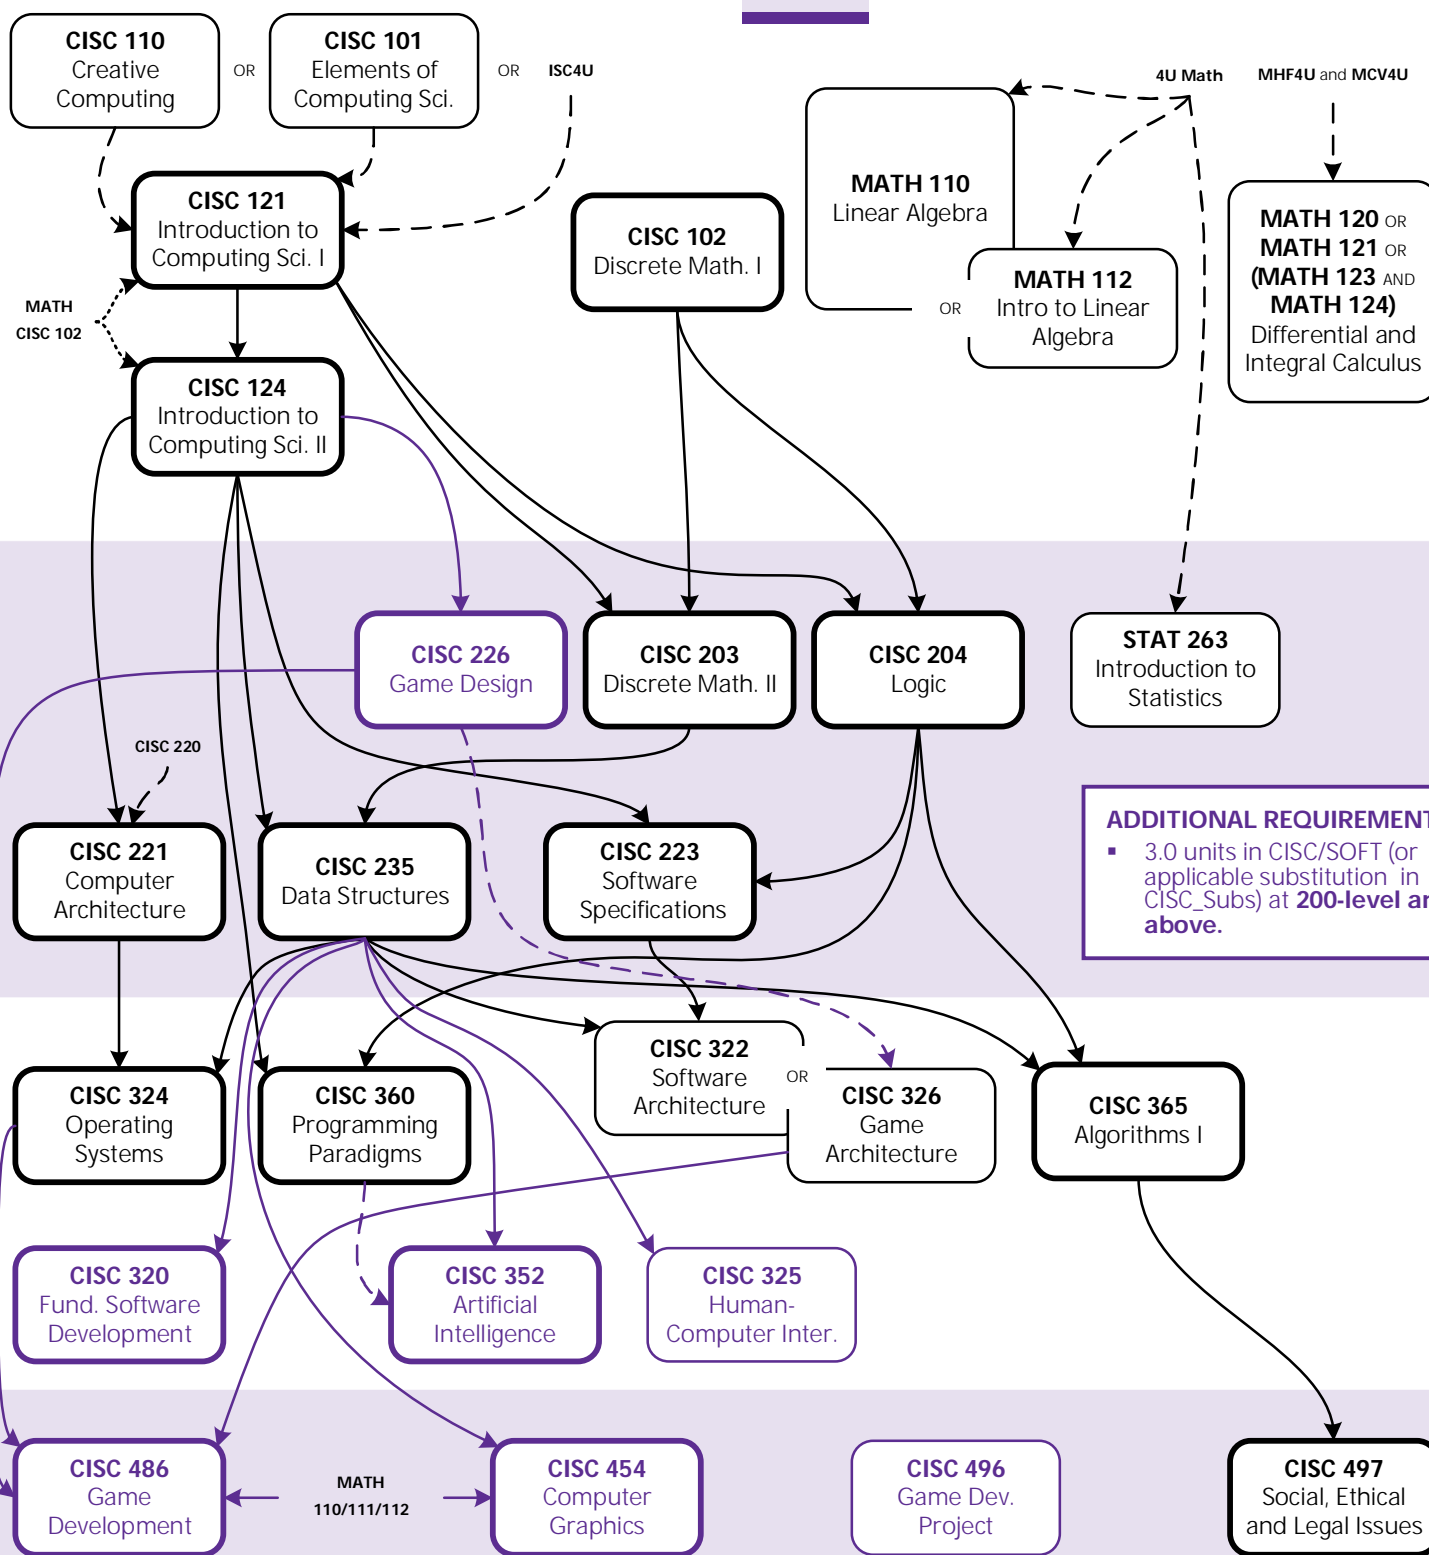 CISC 110
Creative
Computing
OR
CISC 101
Elements of
Computing Sci.
OR
ISC4U
4U Math
MHF4U and MCV4U
CISC 121
Introduction to
Computing Sci. I
CISC 102
Discrete Math. I
MATH 110
Linear Algebra
OR
MATH 112
Intro to Linear
Algebra
MATH 120 OR
MATH 121 OR
(MATH 123 AND
MATH 124)
Differential and
Integral Calculus
MATH
CISC 102
CISC 124
Introduction to
Computing Sci. II
CISC 226
Game Design
CISC 203
Discrete Math. II
CISC 204
Logic
STAT 263
Introduction to
Statistics
CISC 220
CISC 221
Computer
Architecture
CISC 235
Data Structures
CISC 223
Software
Specifications
ADDITIONAL REQUIREMENT
▪ 3.0 units in CISC/SOFT (or
applicable substitution in
CISC_Subs) at 200-level
above.
CISC 324
Operating
Systems
CISC 360
Programming
Paradigms
CISC 322
Software
Architecture
OR
CISC 326
Game
Architecture
CISC 365
Algorithms I
CISC 320
Fund. Software
Development
CISC 352
Artificial
Intelligence
CISC 325
Human-
Computer Inter.
CISC 486
Game
Development
MATH
110/111/112
CISC 454
Computer
Graphics
CISC 496
Game Dev.
Project
CISC 497
Social, Ethical
and Legal Issues